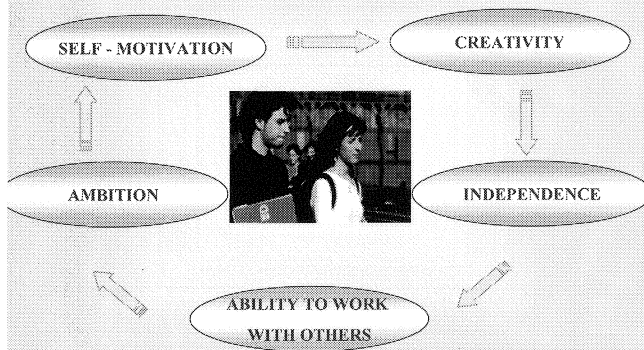 SELF - MOTIVATION
CREATIVITY
AMBITION
INDEPENDENCE
ABILITY TO WORK
WITH OTHERS